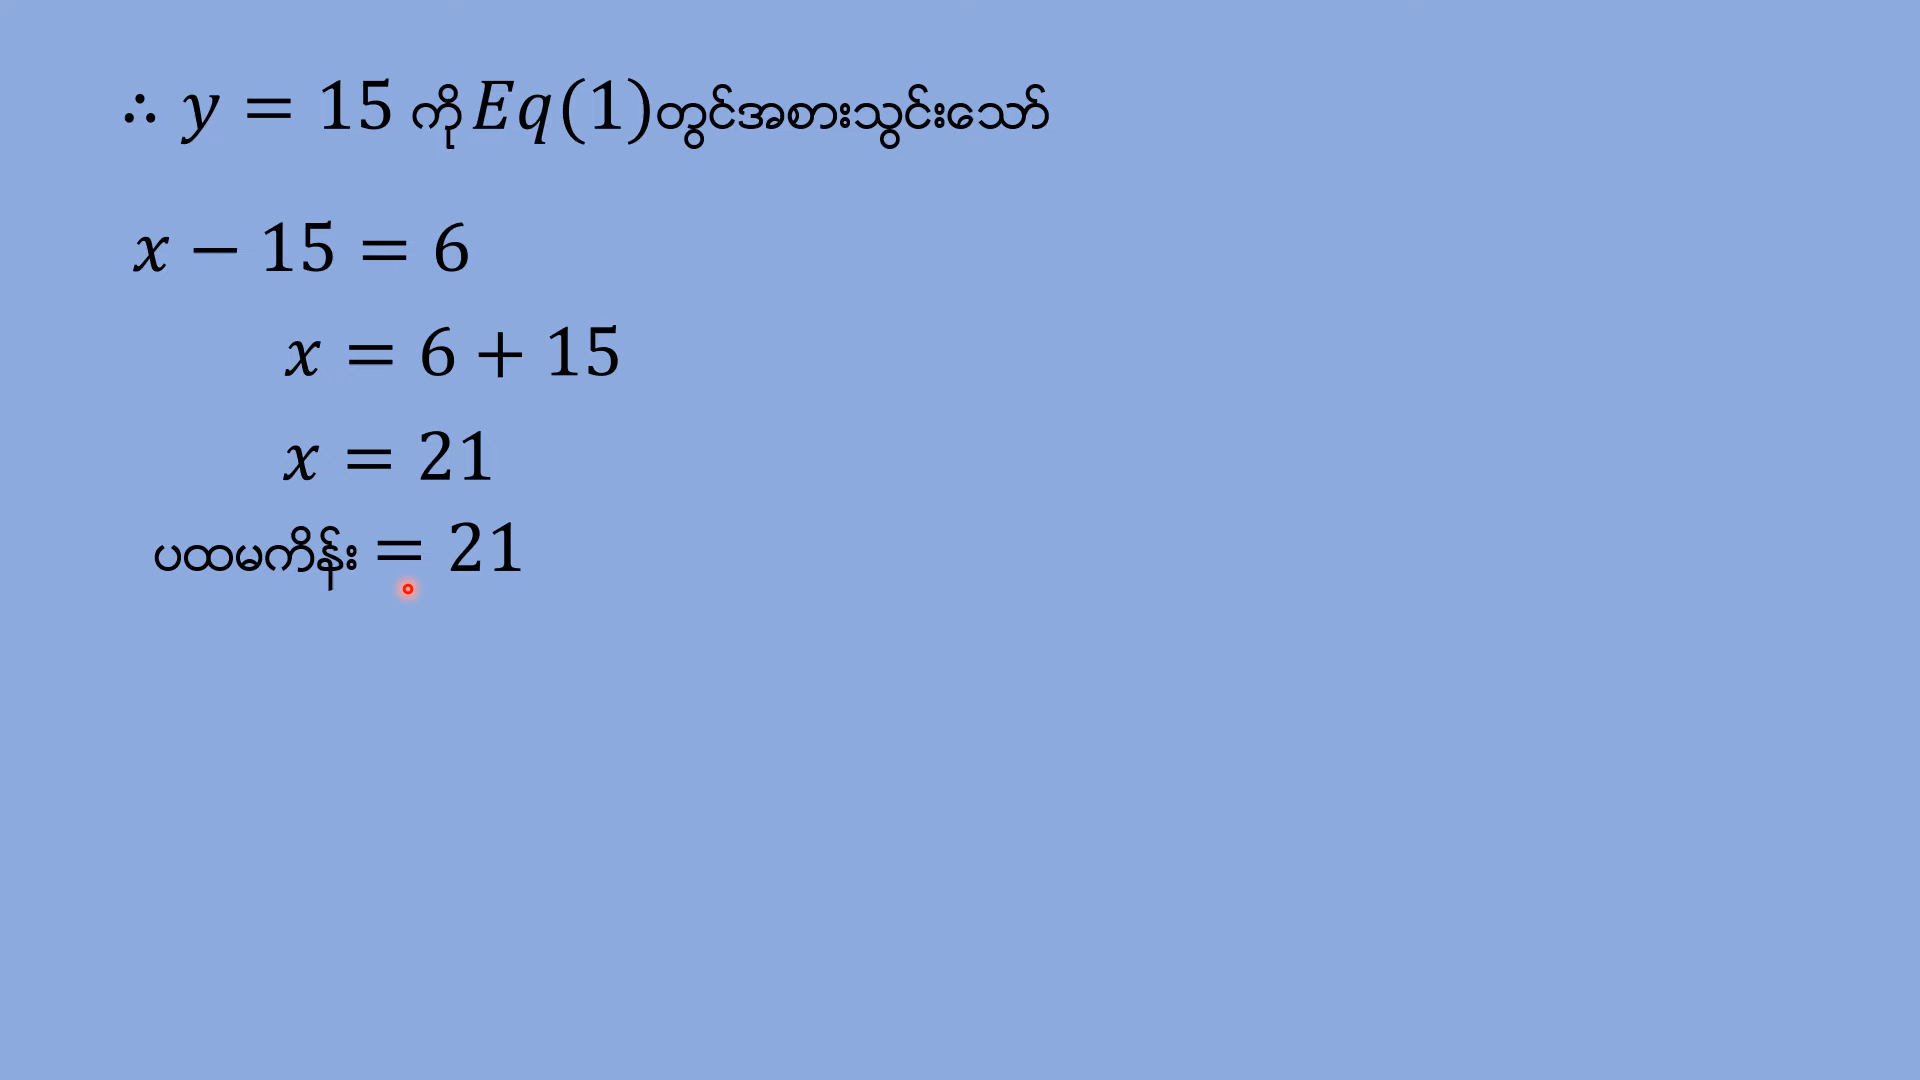 ∴ y = 15 ကို Eq(1)တွင်အစားသွင်းသော်
x − 15 = 6
x = 6 + 15
x = 21
ပထမကိန်း = 21